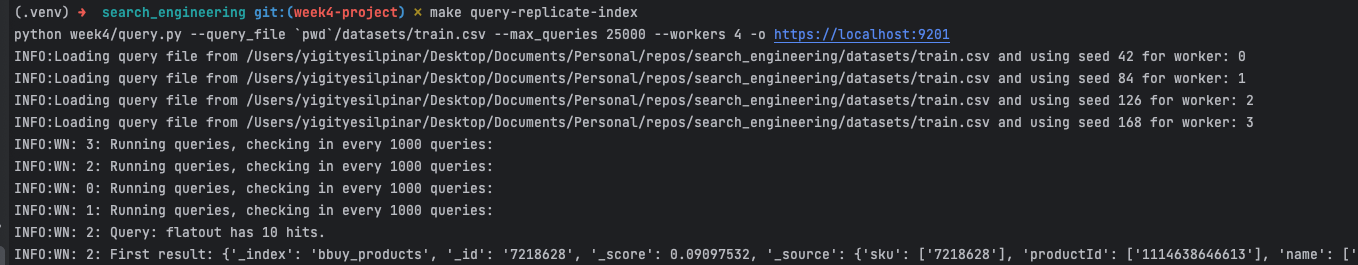 (.venv) ➜ search_engineering git:(week4-project) ✗ make query-replicate-index
python week4/query.py --query_file `pwd`/datasets/train.csv --max_queries 25000 --workers 4 -o https://localhost:9201
INFO:Loading query file from /Users/yigityesilpinar/Desktop/Documents/Personal/repos/search_engineering/datasets/train.csv and using seed 42 for worker: 0
INFO:Loading query file from /Users/yigityesilpinar/Desktop/Documents/Personal/repos/search_engineering/datasets/train.csv and using seed 84 for worker: 1
INFO:Loading query file from /Users/yigityesilpinar/Desktop/Documents/Personal/repos/search_engineering/datasets/train.csv and using seed 126 for worker: 2
INFO:Loading query file from /Users/yigityesilpinar/Desktop/Documents/Personal/repos/search_engineering/datasets/train.csv and using seed 168 for worker: 3
INFO:WN: 3: Running queries, checking in every 1000 queries:
INFO:WN: 2: Running queries, checking in every 1000 queries:
INFO:WN: 0: Running queries, checking in every 1000 queries:
INFO:WN: 1: Running queries, checking in every 1000 queries:
INFO:WN: 2: Query: flatout has 10 hits.
INFO:WN: 2: First result: {'_index': 'bbuy_products', '_id': '7218628', '_score': 0.09097532, '_source': {'sku': ['7218628'], 'productId': ['1114638646613'], 'name': ['